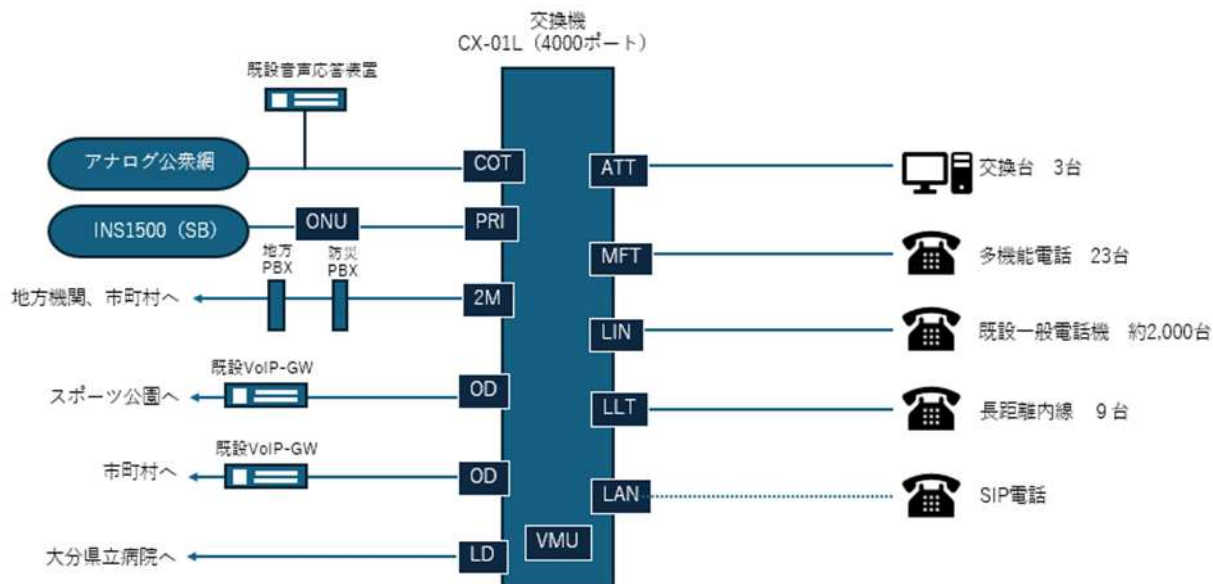 交換機
CX-01L（4000ポート）
既設音声応答装置
アナログ公衆網
COT
ATT
交換台　3台
INS1500（SB）
ONU
PRI
地方
PBX
防災
PBX
MFT
多機能電話　23台
地方機関、市町村へ
2M
LIN
既設一般電話機　約2,000台
既設VoIP-GW
スポーツ公園へ
OD
LLT
長距離内線　9台
既設VoIP-GW
市町村へ
OD
LAN
SIP電話
VMU
大分県立病院へ
LD